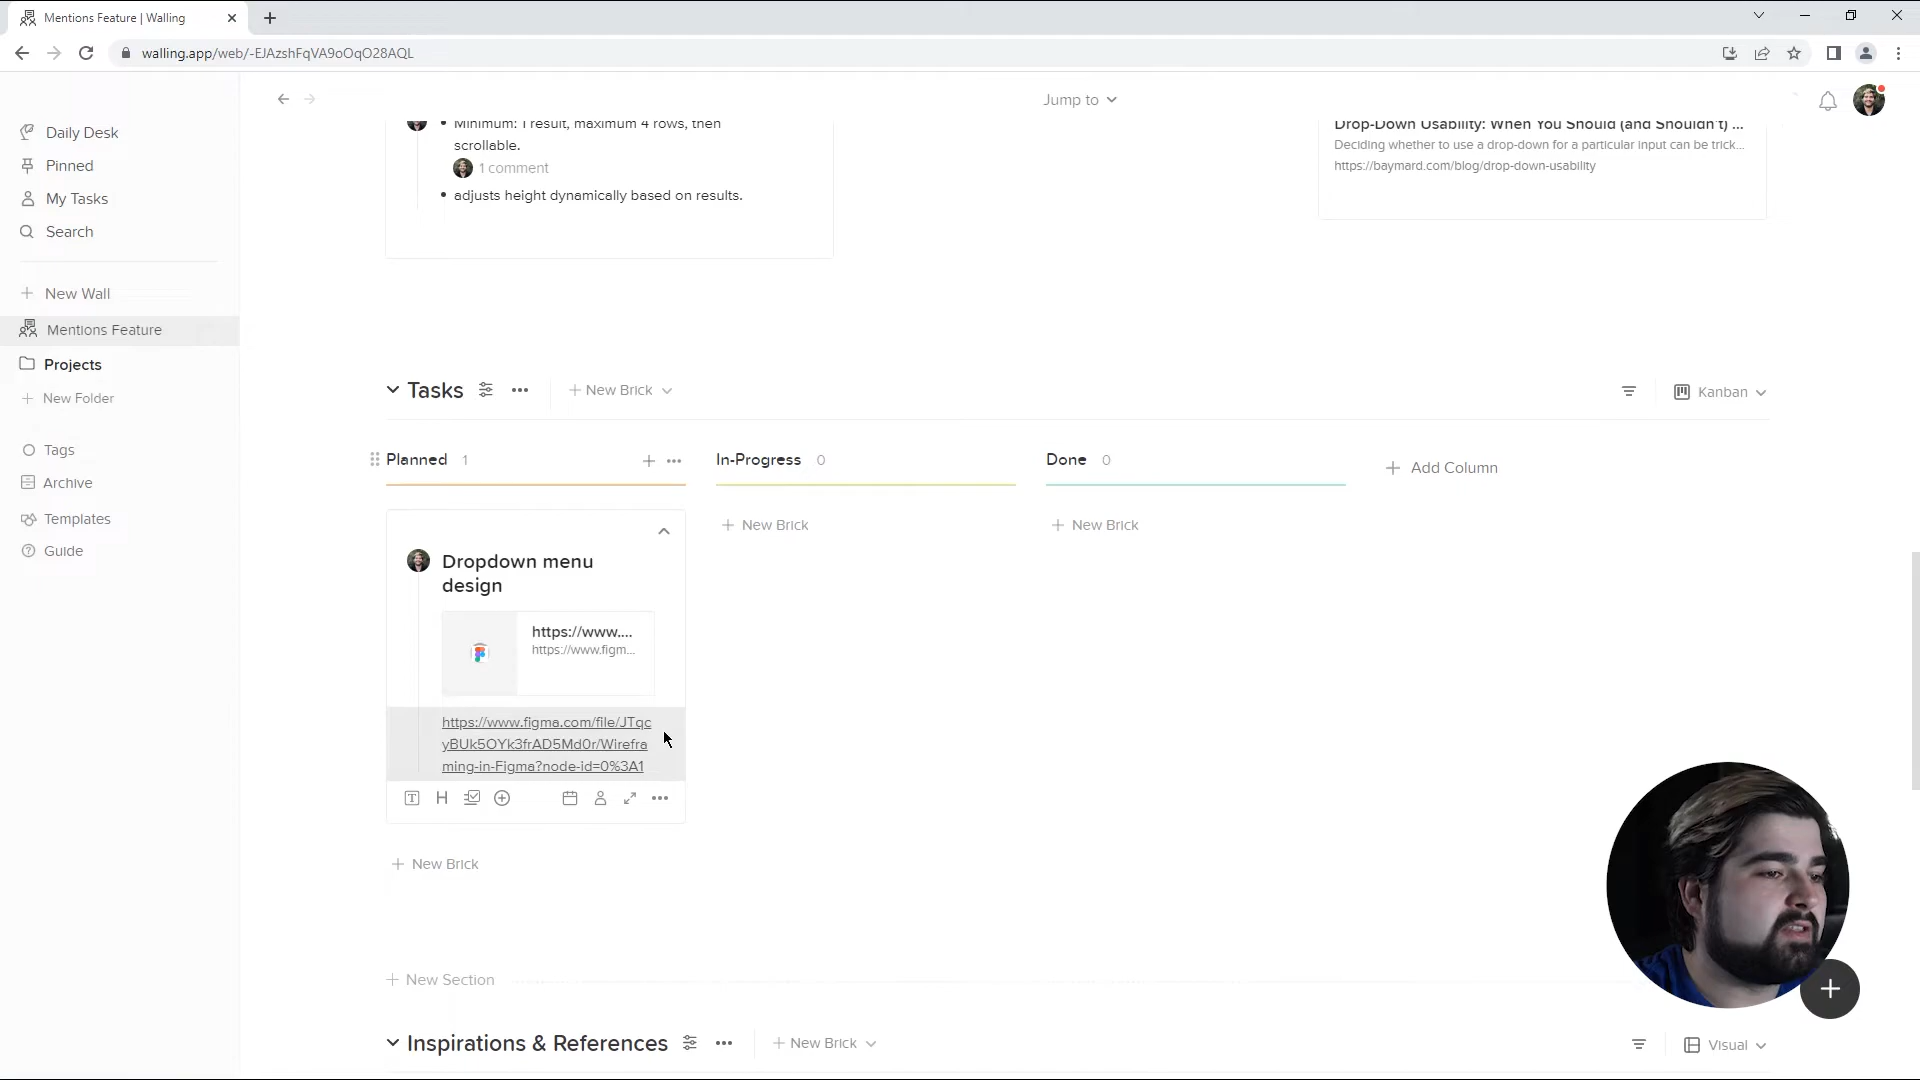 Mentions Feature | Walling
walling.app/web/-EJAzshFqVA9oOqO28AQL
Jump to
Daily Desk
Pinned
My Tasks
Search
New Wall
Mentions Feature
Projects
New Folder
Tags
Archive
Templates
Guide
• Minimum: 1 result, maximum 4 rows, then
scrollable.
1 comment
• adjusts height dynamically based on results.
Drop-Down Usability: When You Should (and Shouldn't) ...
Deciding whether to use a drop-down for a particular input can be trick...
https://baymard.com/blog/drop-down-usability
Tasks
New Brick
Kanban
Planned 1
In-Progress 0
Done 0
Add Column
New Brick
New Brick
Dropdown menu
design
https://www....
https://www.figm...
https://www.figma.com/file/JTqc
yBUk5OYk3frAD5Md0r/Wirefra
ming-in-Figma?node-id=0%3A1
New Brick
New Section
Inspirations & References
New Brick
Visual